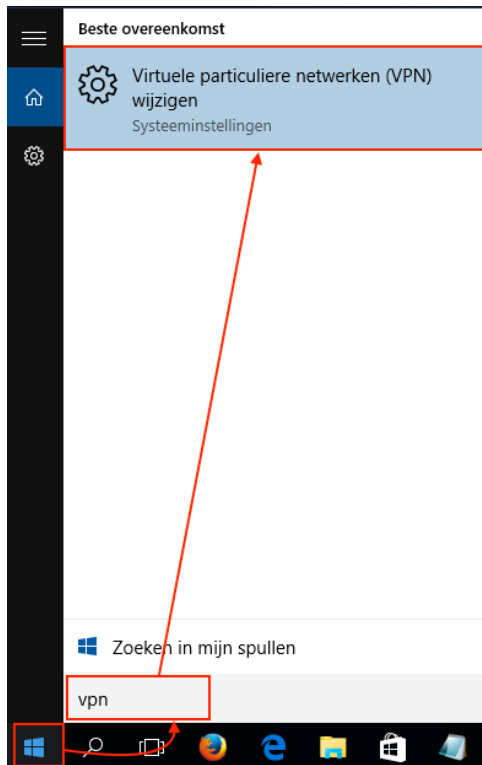 Beste overeenkomst
Virtuele particuliere netwerken (VPN)
wijzigen
Systeeminstellingen
Zoeken in mijn spullen
vpn